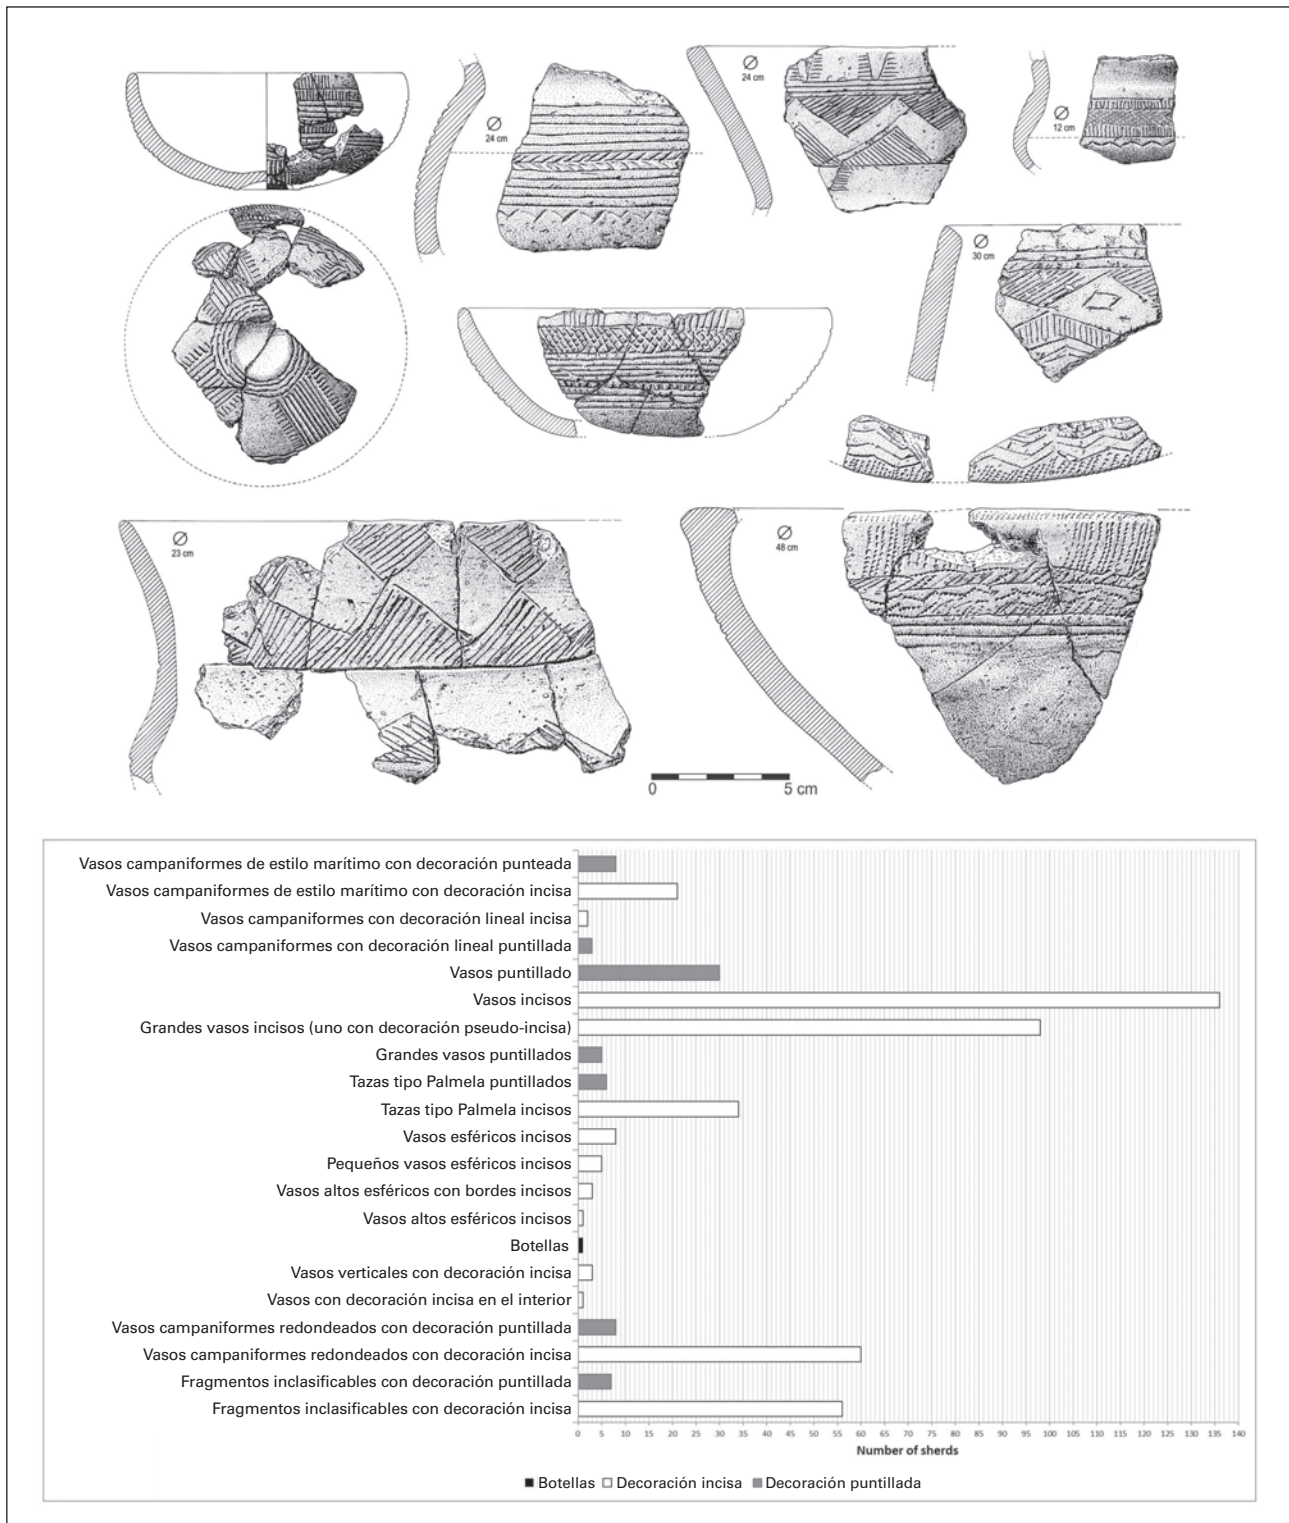 Ø
24 cm
Ø
24 cm
Ø
12 cm
Ø
30 cm
Ø
23 cm
Ø
48 cm
0 5 cm
Vasos campaniformes de estilo marítimo con decoración punteada
Vasos campaniformes de estilo marítimo con decoración incisa
Vasos campaniformes con decoración lineal incisa
Vasos campaniformes con decoración lineal puntillada
Vasos puntillado
Vasos incisos
Grandes vasos incisos (uno con decoración pseudo-incisa)
Grandes vasos puntillados
Tazas tipo Palmela puntillados
Tazas tipo Palmela incisos
Vasos esféricos incisos
Pequeños vasos esféricos incisos
Vasos altos esféricos con bordes incisos
Vasos altos esféricos incisos
Botellas
Vasos verticales con decoración incisa
Vasos con decoración incisa en el interior
Vasos campaniformes redondeados con decoración puntillada
Vasos campaniformes redondeados con decoración incisa
Fragmentos inclasificables con decoración puntillada
Fragmentos inclasificables con decoración incisa
0 5 10 15 20 25 30 35 40 45 50 55 60 65 70 75 80 85 90 95 100 105 110 115 120 125 130 135 140
Number of sherds
Botellas Decoración incisa Decoración puntillada